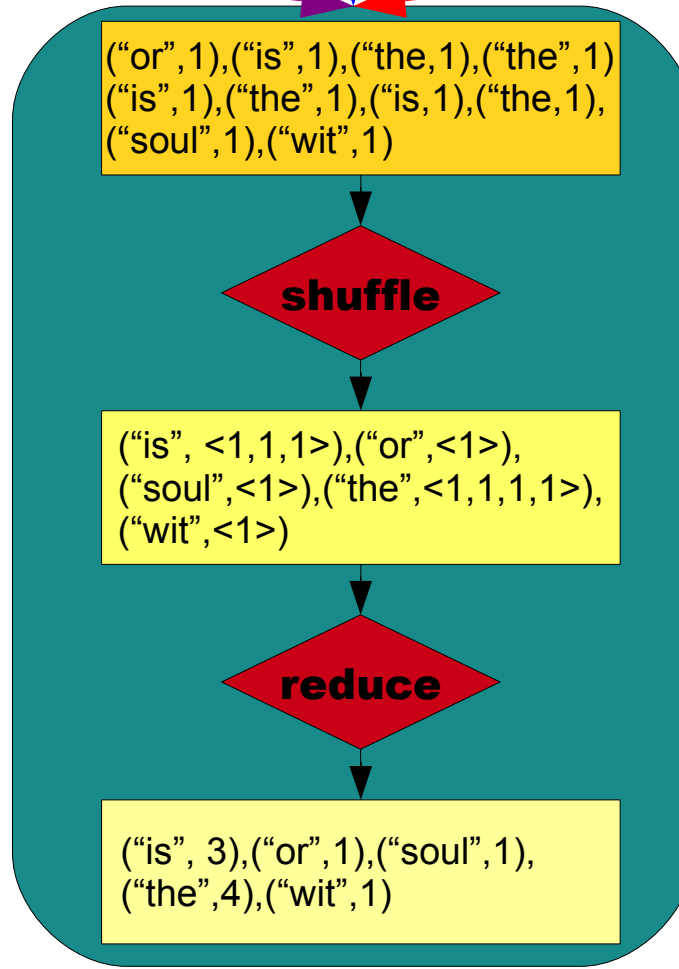 (“or”,1),(“is”,1),(“the,1),(“the”,1)
(“is”,1),(“the”,1),(“is,1),(“the,1),
(“soul”,1),(“wit”,1)
shuffle
(“is”, <1,1,1>),(“or”,<1>),
(“soul”,<1>),(“the”,<1,1,1,1>),
(“wit”,<1>)
reduce
(“is”, 3),(“or”,1),(“soul”,1),
(“the”,4),(“wit”,1)